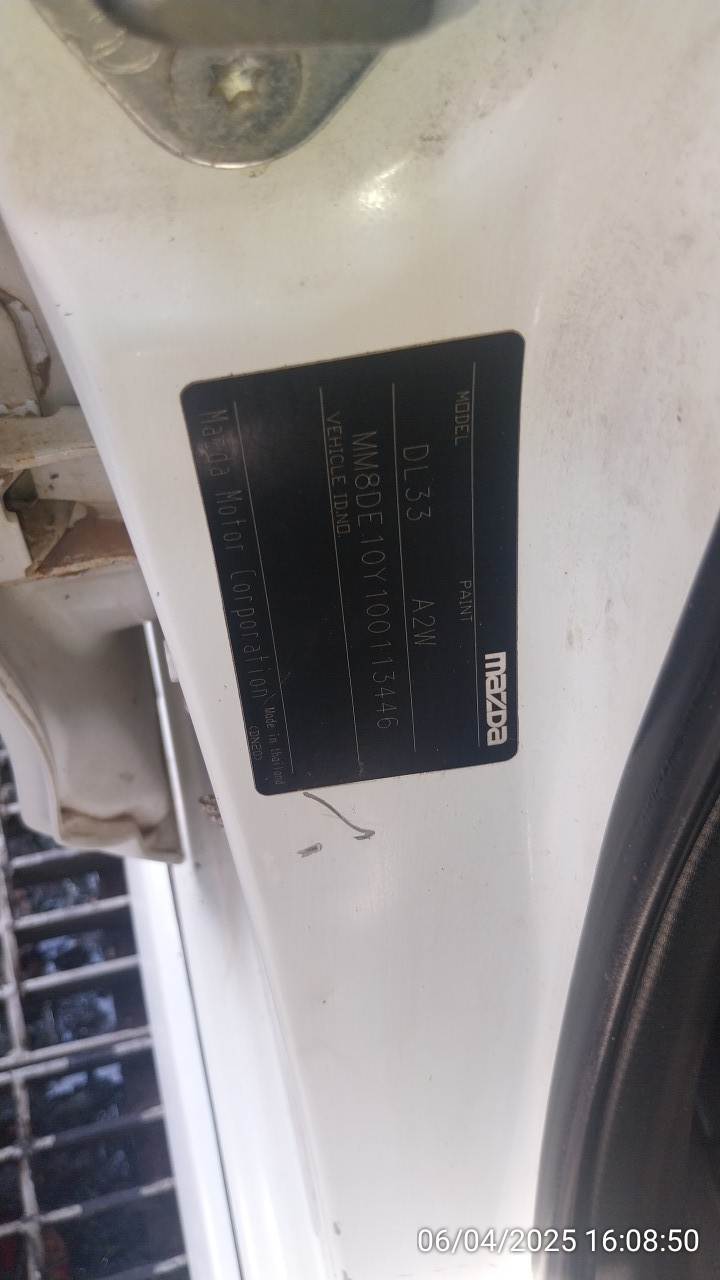 mazDa
MODEL PAINT
DL33 A2W
MM8DE10Y100113446
VEHICLE ID.NO.
Mazda Motor Corporation Made in thailand
(DN20)
06/04/2025 16:08:50